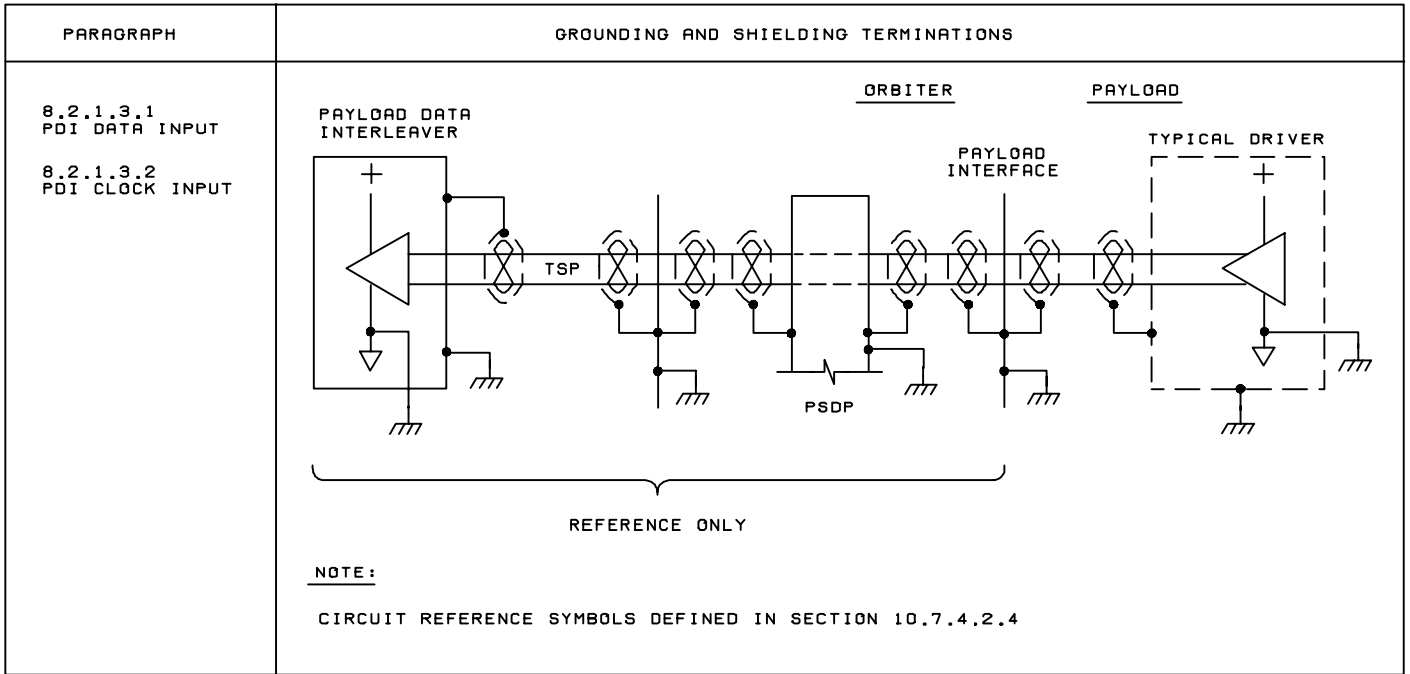 PARAGRAPH
GROUNDING AND SHIELDING TERMINATIONS
8.2.1.3.1
PDI DATA INPUT
8.2.1.3.2
PDI CLOCK INPUT
ORBITER
PAYLOAD
PAYLOAD DATA
INTERLEAVER
TYPICAL DRIVER
PAYLOAD
INTERFACE
+
+
TSP
PSDP
REFERENCE ONLY
NOTE:
CIRCUIT REFERENCE SYMBOLS DEFINED IN SECTION 10.7.4.2.4